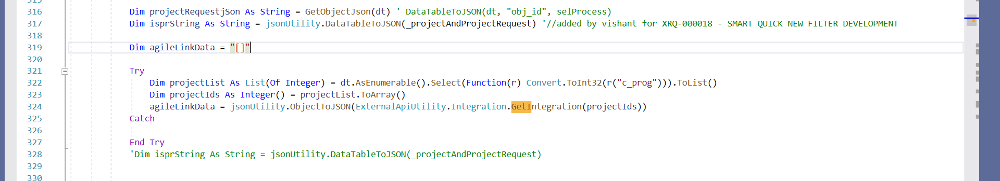 316 Dim projectRequestjSon As String = GetObjectJson(dt) ' DataTableToJSON(dt, "obj_id", selProcess)
317 Dim isprString As String = jsonUtility.DataTableToJSON(_projectAndProjectRequest) '//added by vishant for XRQ-000018 - SMART QUICK NEW FILTER DEVELOPMENT
318
319 Dim agileLinkData = "[]"
320
321 Try
322 Dim projectList As List(Of Integer) = dt.AsEnumerable().Select(Function(r) Convert.ToInt32(r("c_prog"))).ToList()
323 Dim projectIds As Integer() = projectList.ToArray()
324 agileLinkData = jsonUtility.ObjectToJSON(ExternalApiUtility.Integration.GetIntegration(projectIds))
325 Catch
326
327 End Try
328 'Dim isprString As String = jsonUtility.DataTableToJSON(_projectAndProjectRequest)
329
330